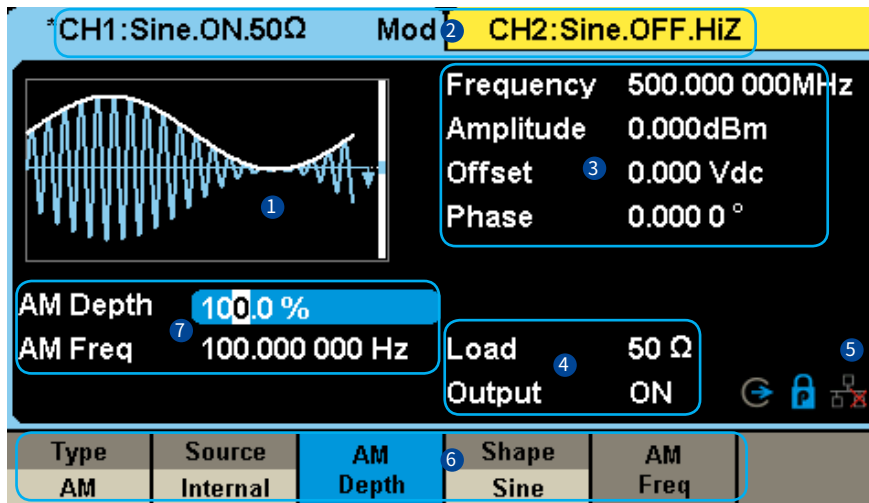 *CH1:Sine.ON.50Ω Mod 2 CH2:Sine.OFF.HiZ
Frequency 500.000 000MHz
Amplitude 0.000dBm
Offset 3 0.000 Vdc
Phase 0.000 0 °
1
AM Depth 100.0 %
7
AM Freq 100.000 000 Hz
Load 50 Ω
4
5
Output ON
P
Type Source AM 6 Shape AM
AM Internal Depth Sine Freq